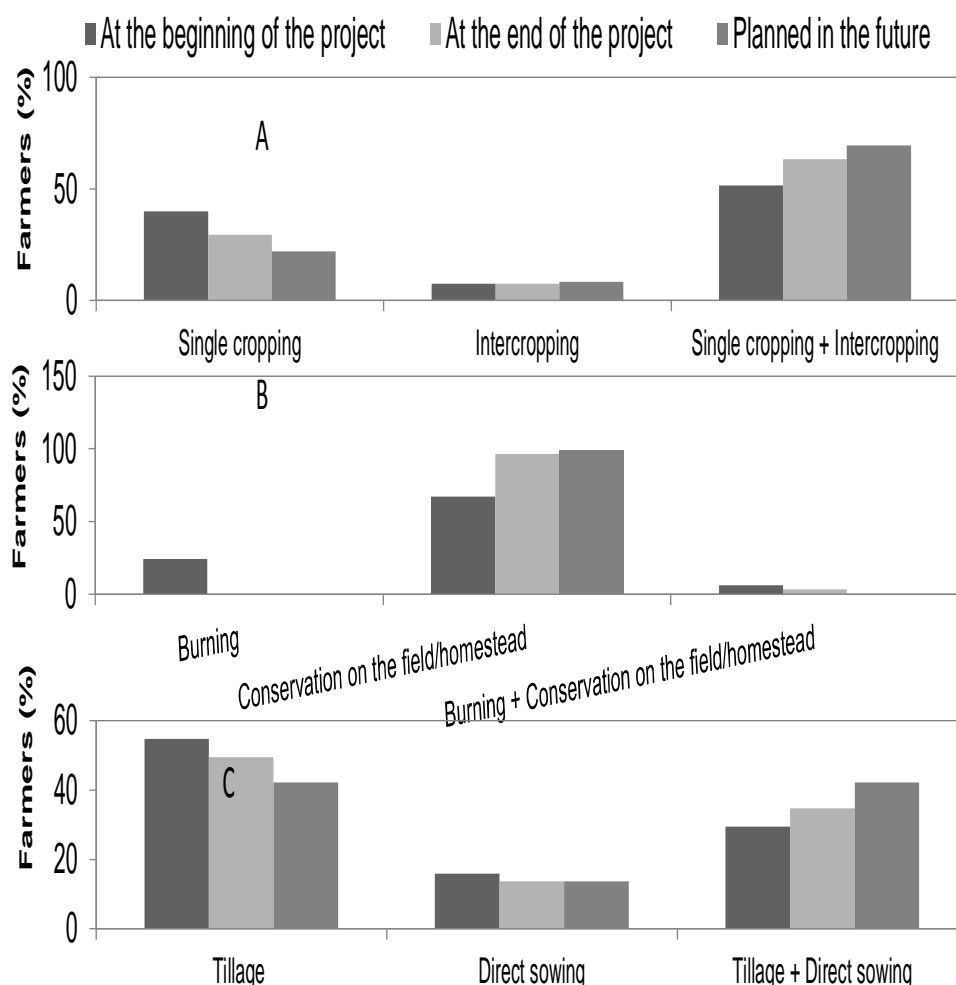 At the beginning of the project At the end of the project Planned in the future
Farmers (%)
100
50
0
A
Single cropping Intercropping Single cropping + Intercropping
Farmers (%)
150
100
50
0
B
Burning
Conservation on the field/homestead
Burning + Conservation on the field/homestead
Farmers (%)
60
40
20
0
C
Tillage Direct sowing Tillage + Direct sowing